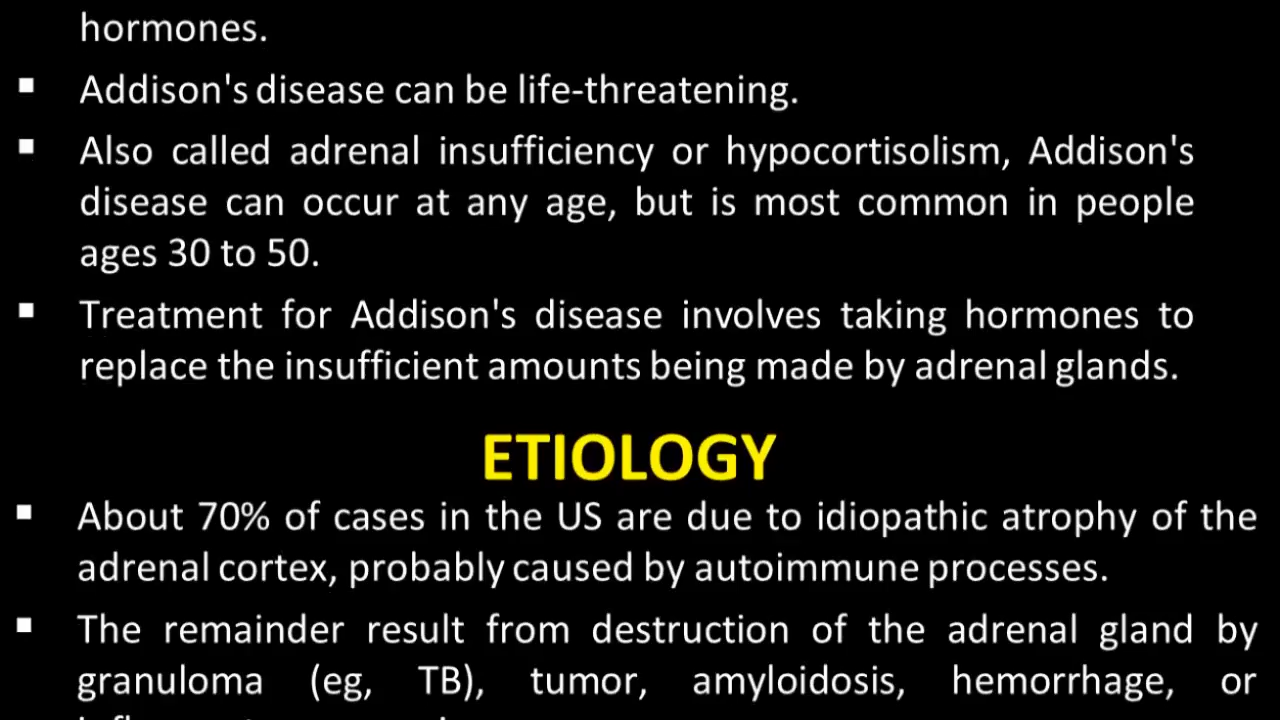 hormones.
▪ Addison's disease can be life-threatening.
▪ Also called adrenal insufficiency or hypocortisolism, Addison's
disease can occur at any age, but is most common in people
ages 30 to 50.
▪ Treatment for Addison's disease involves taking hormones to
replace the insufficient amounts being made by adrenal glands.
ETIOLOGY
▪ About 70% of cases in the US are due to idiopathic atrophy of the
adrenal cortex, probably caused by autoimmune processes.
▪ The remainder result from destruction of the adrenal gland by
granuloma (eg, TB), tumor, amyloidosis, hemorrhage, or